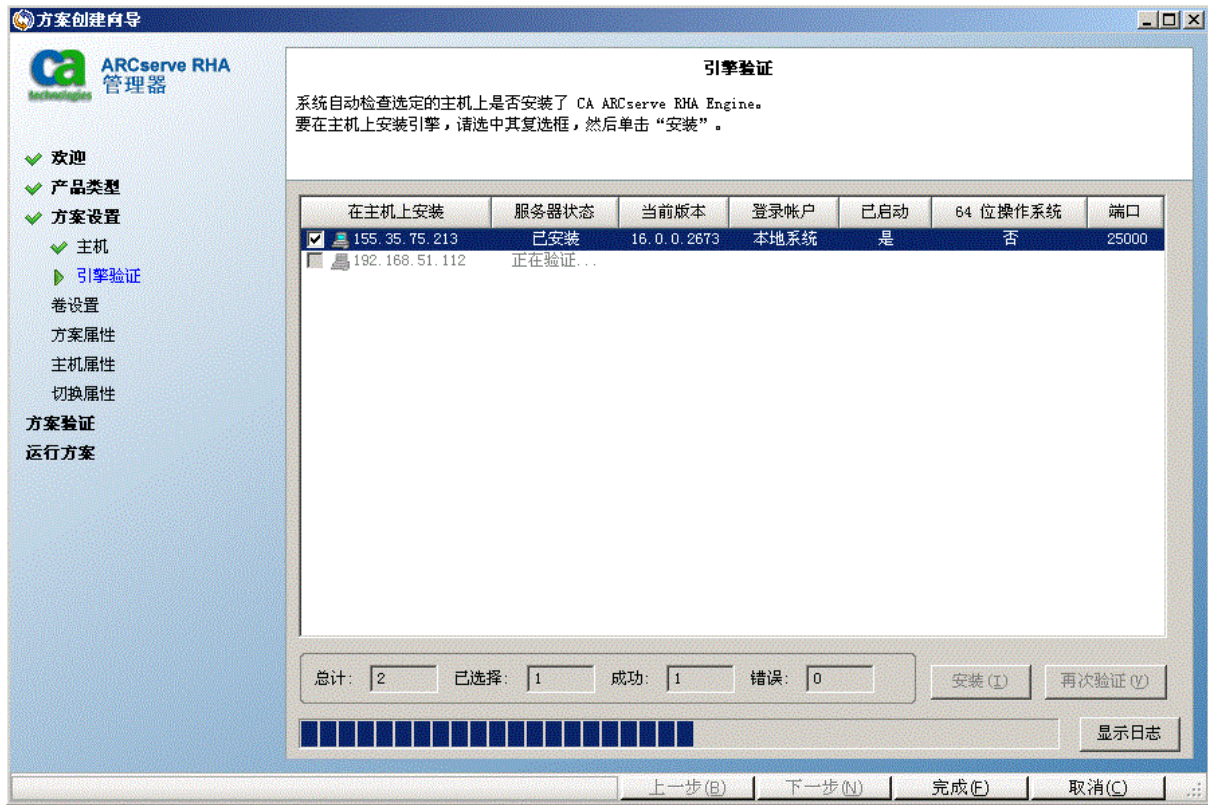 方案创建向导
ca
technologies
ARCserve RHA
管理器
欢迎
产品类型
方案设置
主机
引擎验证
卷设置
方案属性
主机属性
切换属性
方案验证
运行方案
引擎验证
系统自动检查选定的主机上是否安装了 CA ARCserve RHA Engine。
要在主机上安装引擎，请选中其复选框，然后单击“安装”。
在主机上安装 服务器状态 当前版本 登录帐户 已启动 64 位操作系统 端口
155.35.75.213 已安装 16.0.0.2673 本地系统 是 否 25000
192.168.51.112 正在验证...
总计: 2 已选择: 1 成功: 1 错误: 0 安装(I) 再次验证(V)
显示日志
上一步(B) 下一步(N) 完成(F) 取消(C)